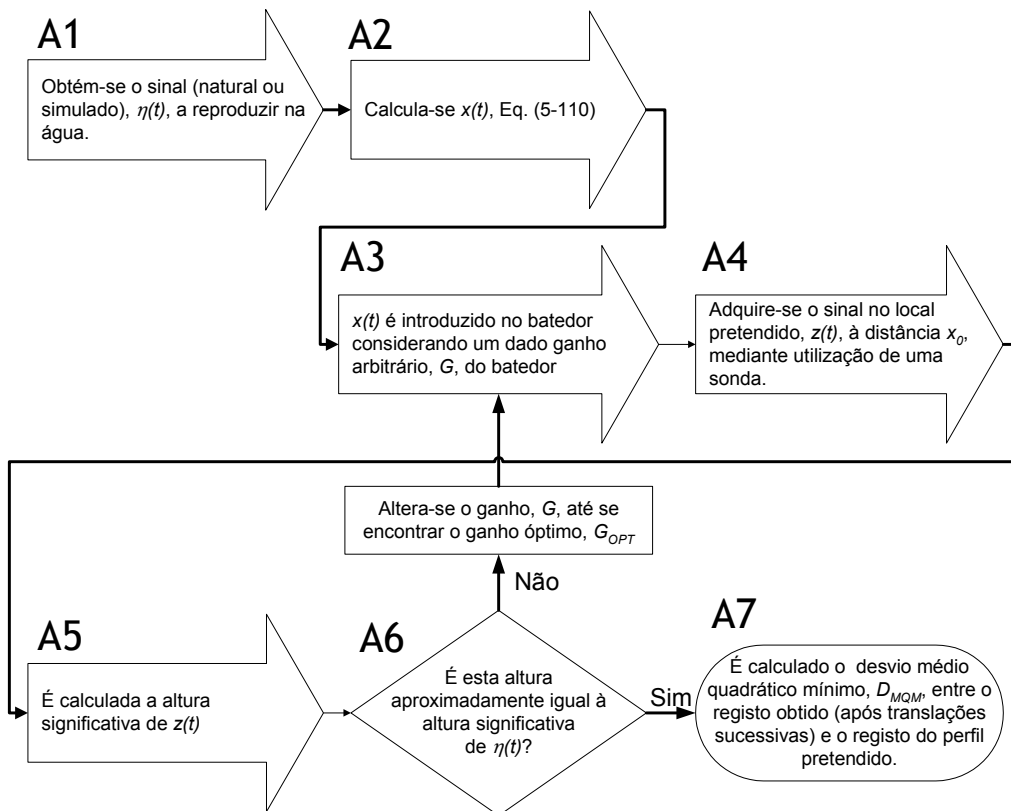 A1
Obtém-se o sinal (natural ou
simulado), η(t), a reproduzir na
água.
A2
Calcula-se x(t), Eq. (5-110)
A3
x(t) é introduzido no batedor
considerando um dado ganho
arbitrário, G, do batedor
A4
Adquire-se o sinal no local
pretendido, z(t), à distância x₀,
mediante utilização de uma
sonda.
Altera-se o ganho, G, até se
encontrar o ganho óptimo, G_OPT
Não
A5
É calculada a altura
significativa de z(t)
A6
É esta altura
aproximadamente igual à
altura significativa
de η(t)?
Sim
A7
É calculado o desvio médio
quadrático mínimo, D_MQM, entre o
registo obtido (após translações
sucessivas) e o registo do perfil
pretendido.